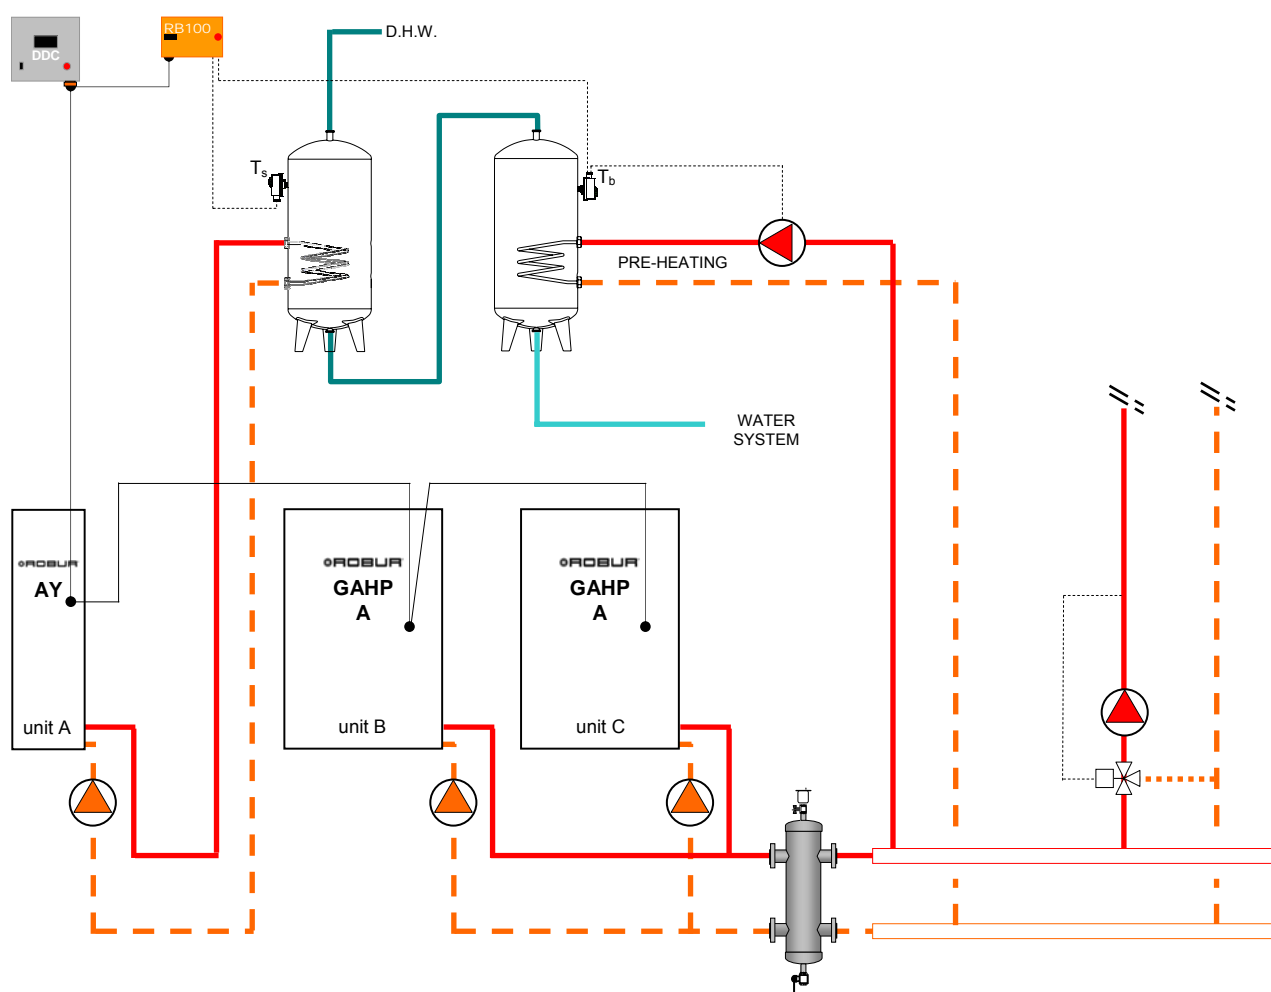 DDC
RB100
D.H.W.
Ts
Tb
PRE-HEATING
WATER
SYSTEM
ROBUR
AY
unit A
ROBUR
GAHP
A
unit B
ROBUR
GAHP
A
unit C